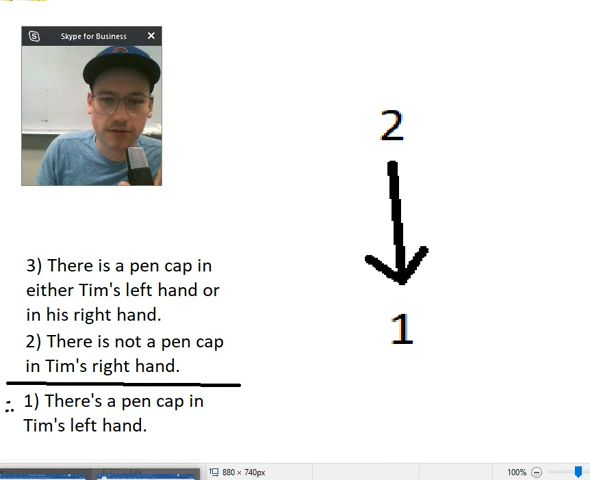 Skype for Business
2
1
3) There is a pen cap in
either Tim's left hand or
in his right hand.
2) There is not a pen cap
in Tim's right hand.
∴ 1) There's a pen cap in
Tim's left hand.
880 × 740px
100%